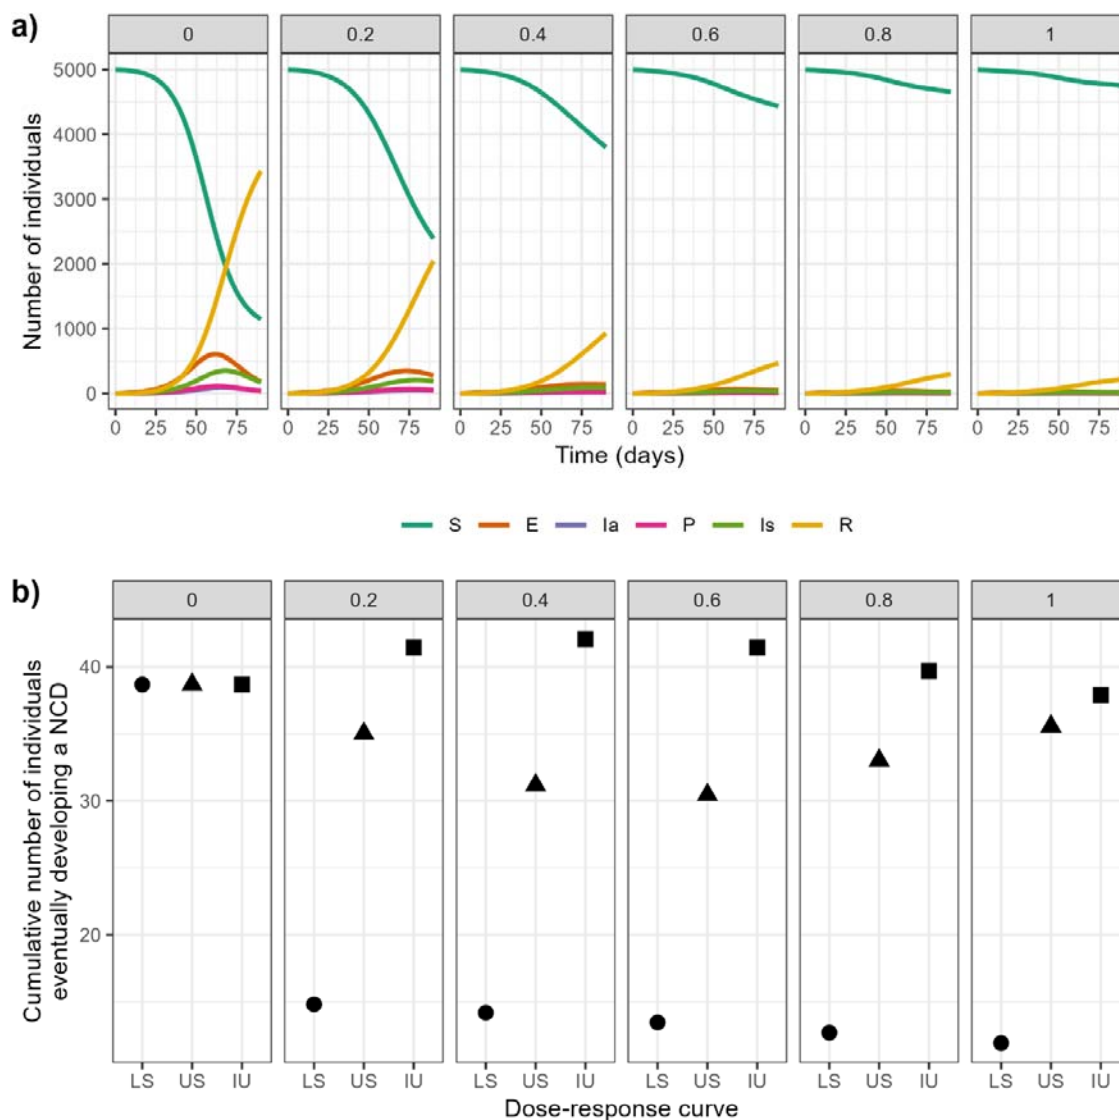 a)
0 0.2 0.4 0.6 0.8 1
Number of individuals
5000
4000
3000
2000
1000
0
0 25 50 75 0 25 50 75 0 25 50 75 0 25 50 75 0 25 50 75 0 25 50 75
Time (days)
S E Ia P Is R
b)
0 0.2 0.4 0.6 0.8 1
Cumulative number of individuals
eventually developing a NCD
40
30
20
LS US IU LS US IU LS US IU LS US IU LS US IU LS US IU
Dose-response curve